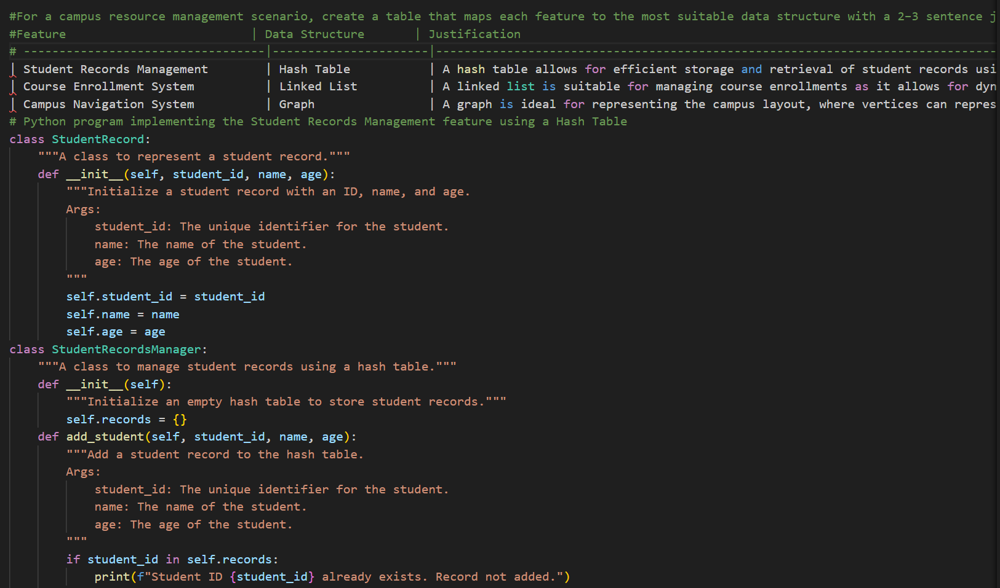 #For a campus resource management scenario, create a table that maps each feature to the most suitable data structure with a 2–3 sentence
#Feature | Data Structure | Justification
# ----------------------------------|----------------------|-------------------------------------------------------------------------------
| Student Records Management | Hash Table | A hash table allows for efficient storage and retrieval of student records usi
| Course Enrollment System | Linked List | A linked list is suitable for managing course enrollments as it allows for dyn
| Campus Navigation System | Graph | A graph is ideal for representing the campus layout, where vertices can repres
# Python program implementing the Student Records Management feature using a Hash Table
class StudentRecord:
    """A class to represent a student record."""
    def __init__(self, student_id, name, age):
        """Initialize a student record with an ID, name, and age.
        Args:
            student_id: The unique identifier for the student.
            name: The name of the student.
            age: The age of the student.
        """
        self.student_id = student_id
        self.name = name
        self.age = age
class StudentRecordsManager:
    """A class to manage student records using a hash table."""
    def __init__(self):
        """Initialize an empty hash table to store student records."""
        self.records = {}
    def add_student(self, student_id, name, age):
        """Add a student record to the hash table.
        Args:
            student_id: The unique identifier for the student.
            name: The name of the student.
            age: The age of the student.
        """
        if student_id in self.records:
            print(f"Student ID {student_id} already exists. Record not added.")